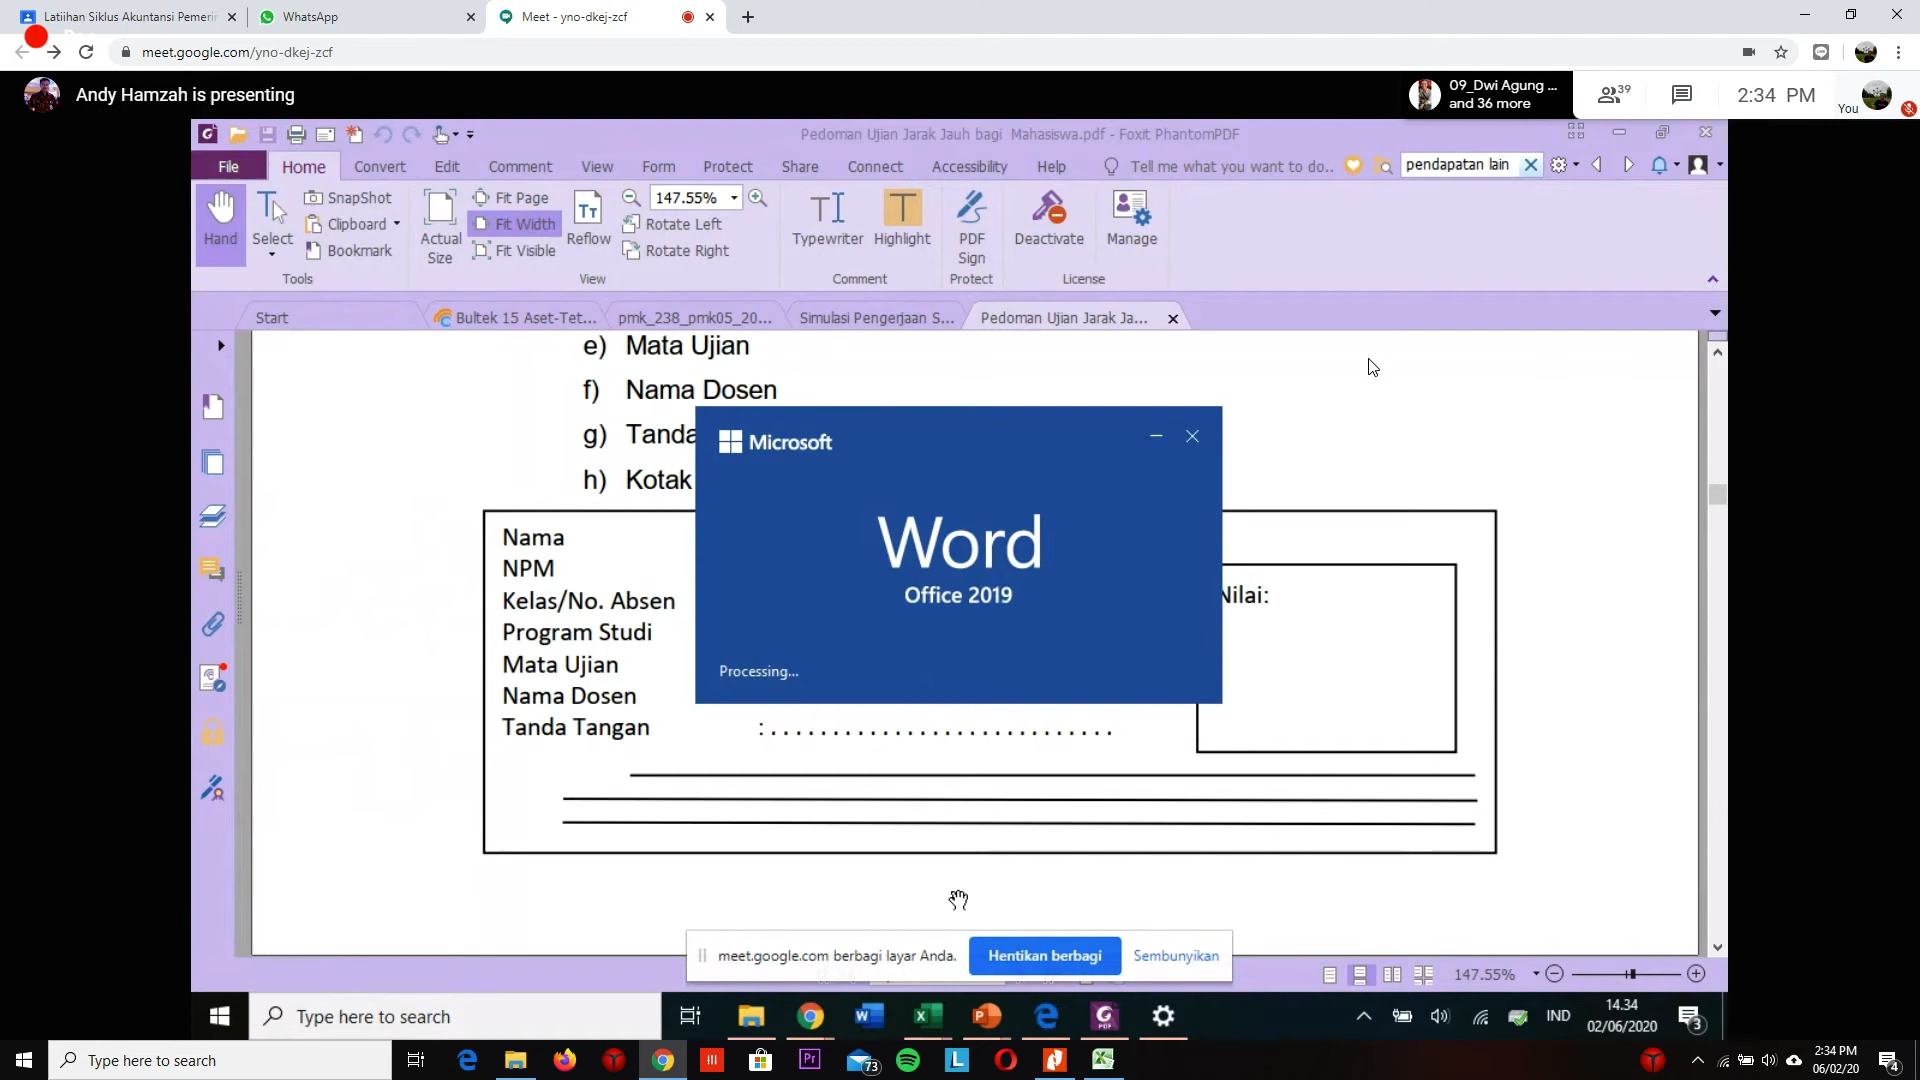 Latiihan Siklus Akuntansi Pemerin
WhatsApp
Meet - yno-dkej-zcf
meet.google.com/yno-dkej-zcf
Andy Hamzah is presenting
09_Dwi Agung ...
and 36 more
39
2:34 PM
You
Pedoman Ujian Jarak Jauh bagi Mahasiswa.pdf - Foxit PhantomPDF
File
Home
Convert
Edit
Comment
View
Form
Protect
Share
Connect
Accessibility
Help
Tell me what you want to do..
pendapatan lain
Hand
Select
SnapShot
Clipboard
Bookmark
Tools
Actual
Size
Fit Page
Fit Width
Fit Visible
Reflow
147.55%
Rotate Left
Rotate Right
View
Typewriter
Highlight
Comment
PDF
Sign
Protect
Deactivate
Manage
License
Start
Bultek 15 Aset-Tet...
pmk_238_pmk05_20...
Simulasi Pengerjaan S...
Pedoman Ujian Jarak Ja...
e) Mata Ujian
f) Nama Dosen
g) Tanda
h) Kotak
Microsoft
Word
Office 2019
Processing...
Nama
NPM
Kelas/No. Absen
Program Studi
Mata Ujian
Nama Dosen
Tanda Tangan : . . . . . . . . . . . . . . . . . . . . . . . . . . . .
Nilai:
meet.google.com berbagi layar Anda.
Hentikan berbagi
Sembunyikan
147.55%
Type here to search
IND
14.34
02/06/2020
3
Type here to search
Pr
73
2:34 PM
06/02/20
4